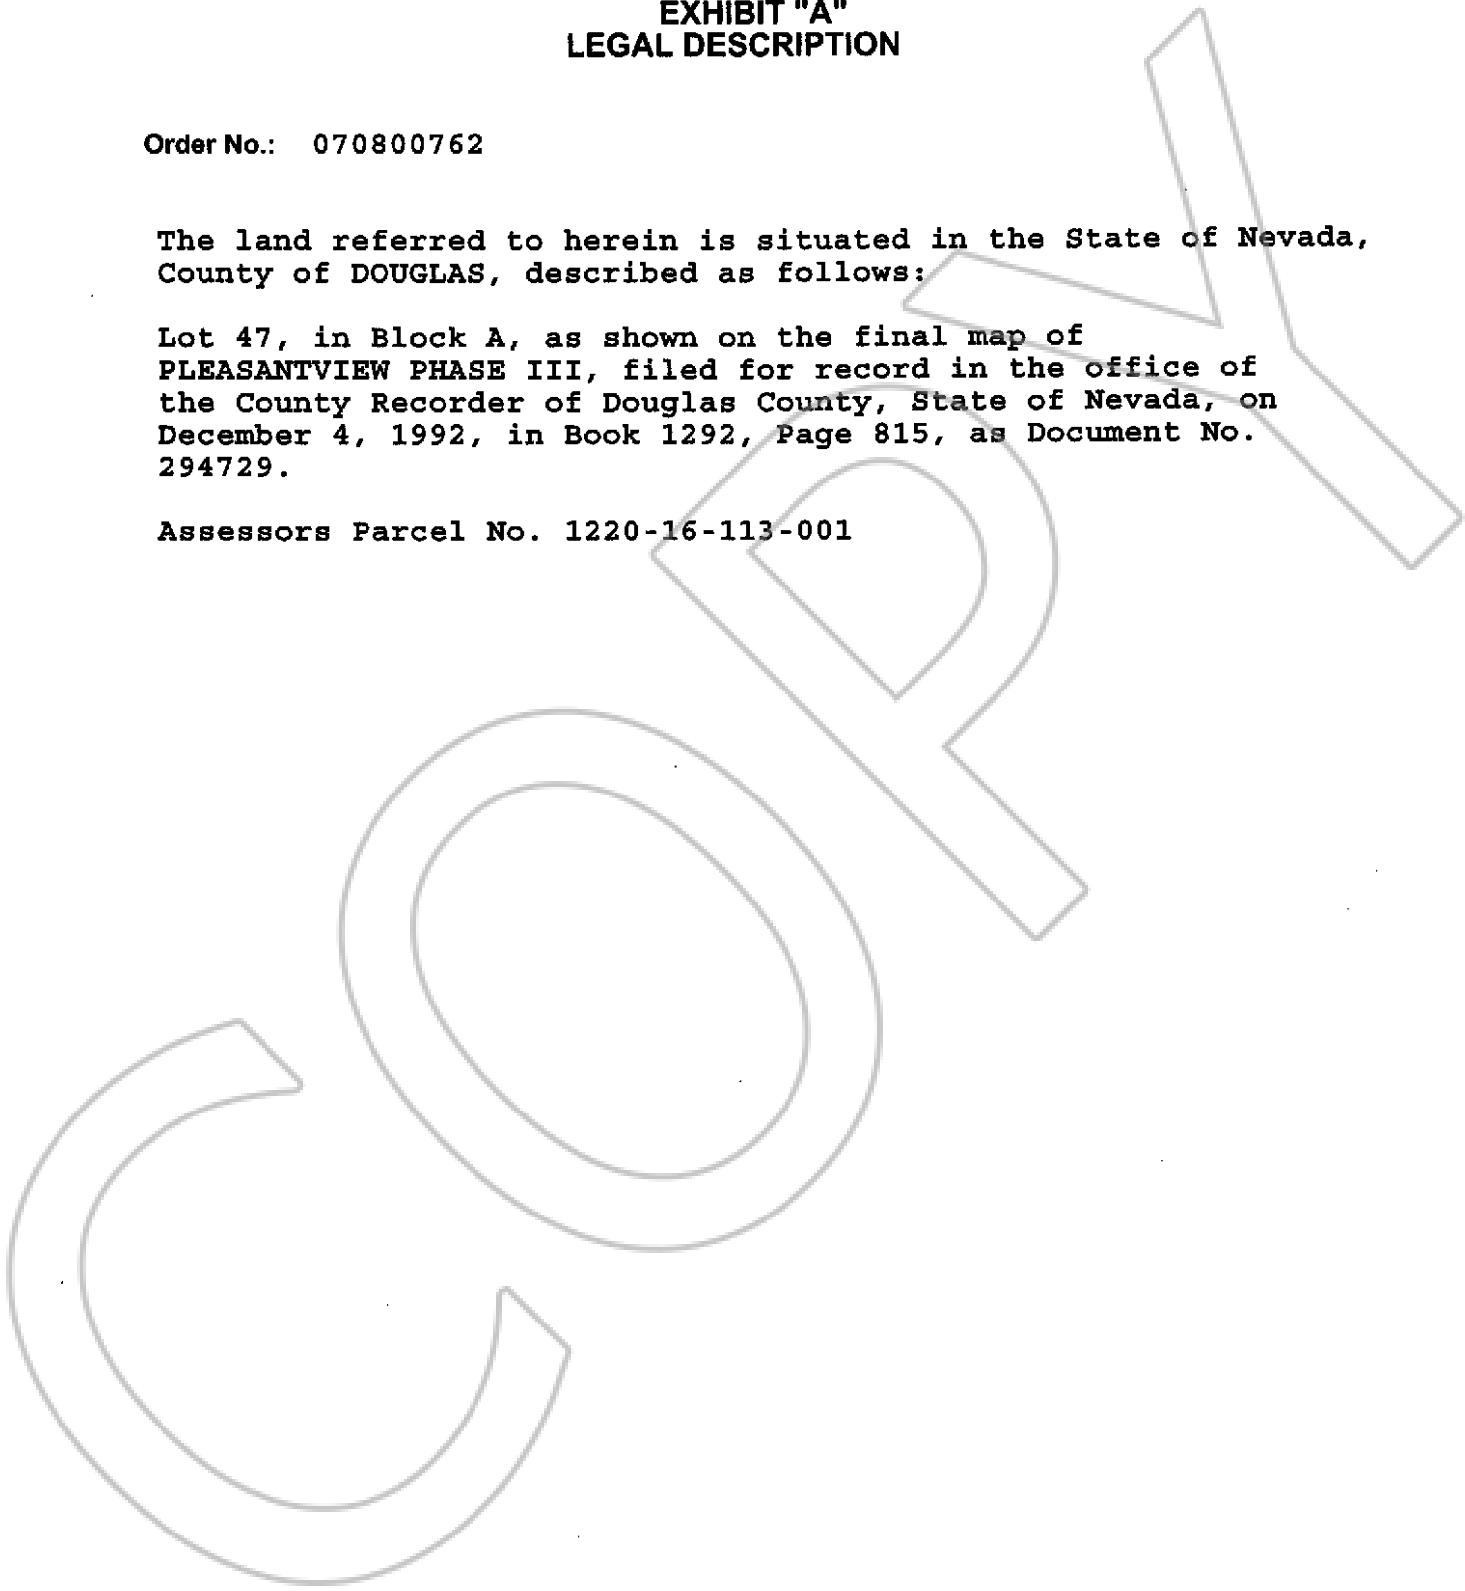 EXHIBIT "A"
LEGAL DESCRIPTION
Order No.: 070800762
The land referred to herein is situated in the State of Nevada,
County of DOUGLAS, described as follows:
Lot 47, in Block A, as shown on the final map of
PLEASANTVIEW PHASE III, filed for record in the office of
the County Recorder of Douglas County, State of Nevada, on
December 4, 1992, in Book 1292, Page 815, as Document No.
294729.
Assessors Parcel No. 1220-16-113-001
COPY